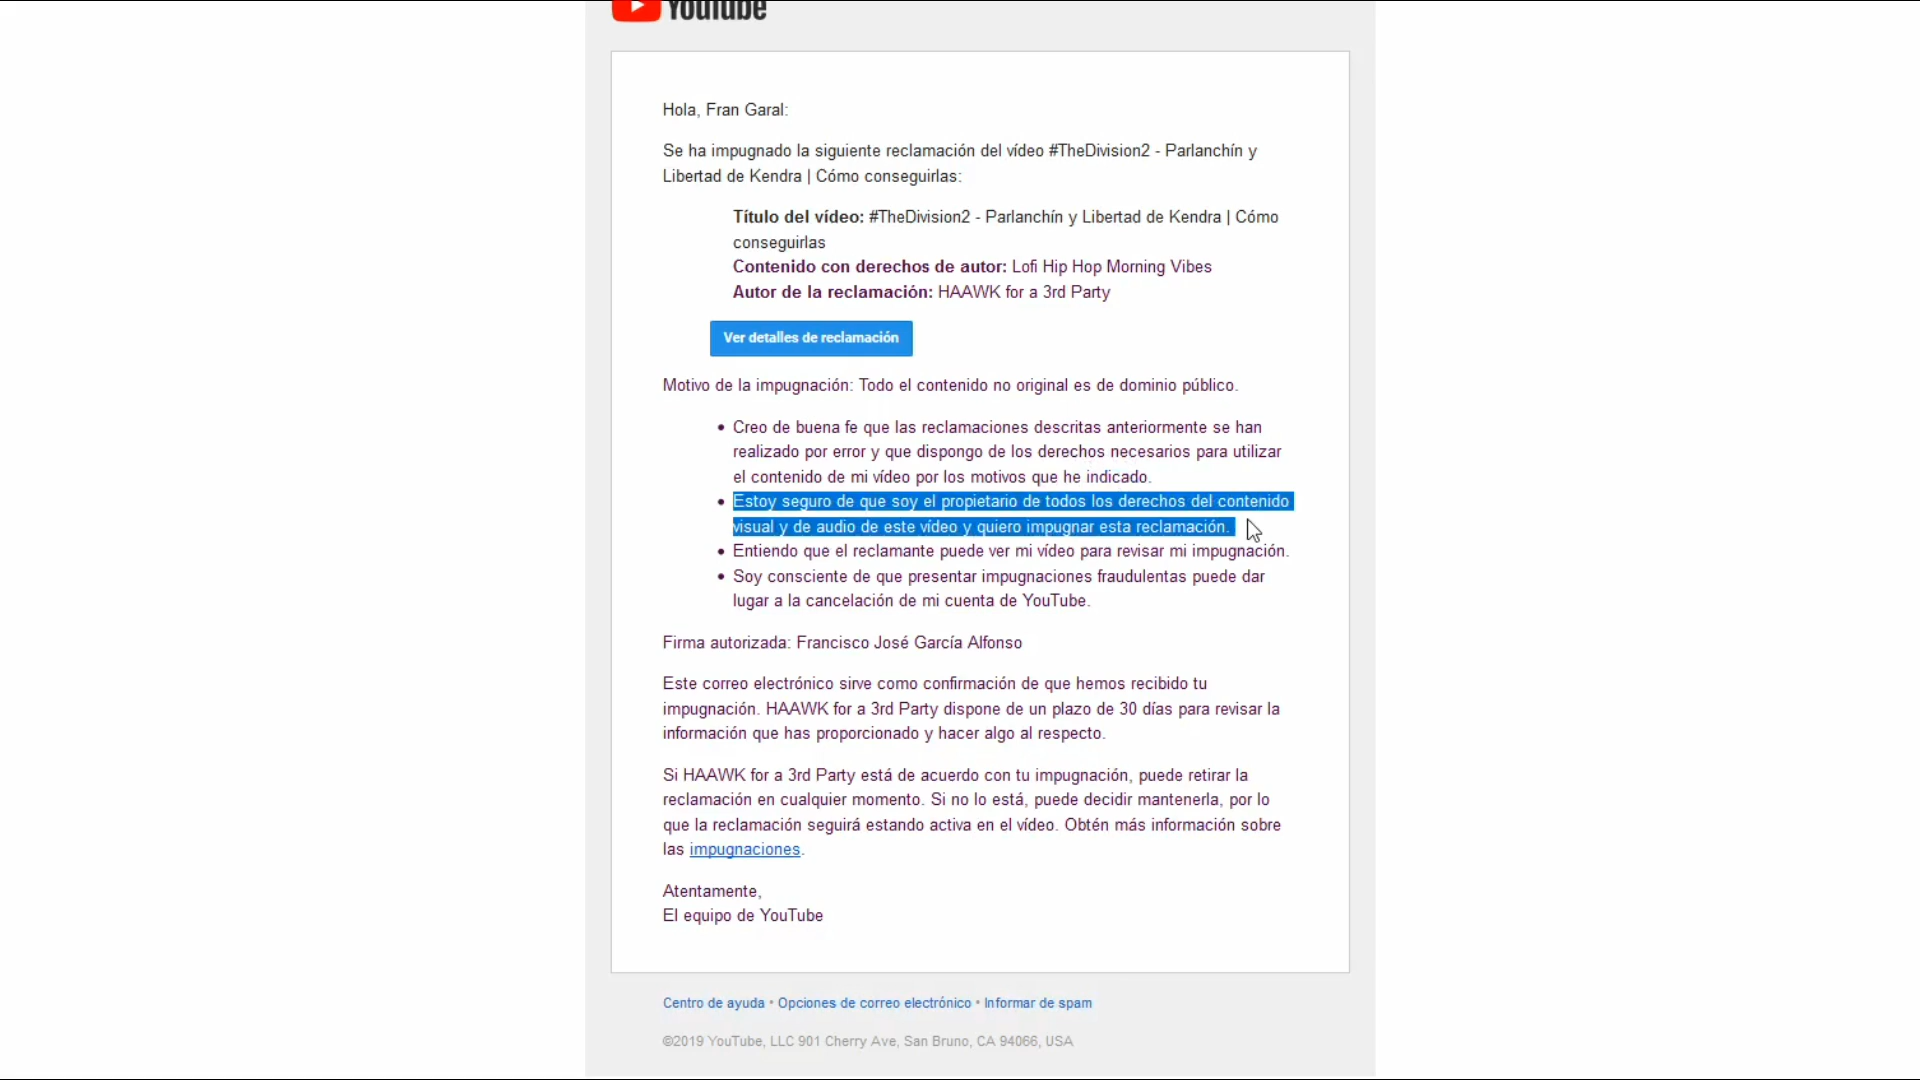 YouTube
Hola, Fran Garal:
Se ha impugnado la siguiente reclamación del vídeo #TheDivision2 - Parlanchín y
Libertad de Kendra | Cómo conseguirlas:
Título del vídeo: #TheDivision2 - Parlanchín y Libertad de Kendra | Cómo
conseguirlas
Contenido con derechos de autor: Lofi Hip Hop Morning Vibes
Autor de la reclamación: HAAWK for a 3rd Party
Ver detalles de reclamación
Motivo de la impugnación: Todo el contenido no original es de dominio público.
• Creo de buena fe que las reclamaciones descritas anteriormente se han
realizado por error y que dispongo de los derechos necesarios para utilizar
el contenido de mi vídeo por los motivos que he indicado.
• Estoy seguro de que soy el propietario de todos los derechos del contenido
visual y de audio de este vídeo y quiero impugnar esta reclamación.
• Entiendo que el reclamante puede ver mi vídeo para revisar mi impugnación.
• Soy consciente de que presentar impugnaciones fraudulentas puede dar
lugar a la cancelación de mi cuenta de YouTube.
Firma autorizada: Francisco José García Alfonso
Este correo electrónico sirve como confirmación de que hemos recibido tu
impugnación. HAAWK for a 3rd Party dispone de un plazo de 30 días para revisar la
información que has proporcionado y hacer algo al respecto.
Si HAAWK for a 3rd Party está de acuerdo con tu impugnación, puede retirar la
reclamación en cualquier momento. Si no lo está, puede decidir mantenerla, por lo
que la reclamación seguirá estando activa en el vídeo. Obtén más información sobre
las impugnaciones.
Atentamente,
El equipo de YouTube
Centro de ayuda • Opciones de correo electrónico • Informar de spam
©2019 YouTube, LLC 901 Cherry Ave, San Bruno, CA 94066, USA